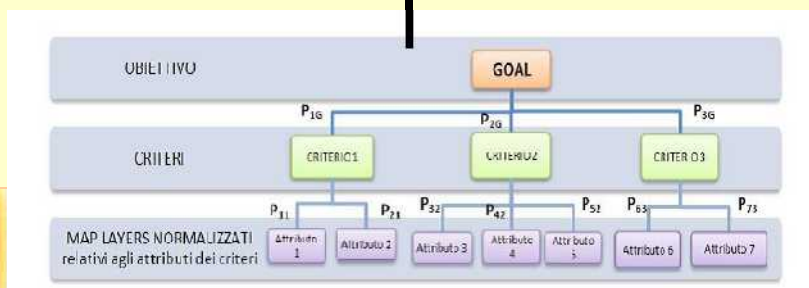 OBIETTIVO
GOAL
P1G
P2G
P3G
CRITERI
CRITERIO1
CRITERIO2
CRITERIO3
P11
P21
P32
P42
P52
P63
P73
MAP LAYERS NORMALIZZATI
relativi agli attributi dei criteri
Attributo
1
Attributo 2
Attributo 3
Attributo
4
Attributo
5
Attributo 6
Attributo 7